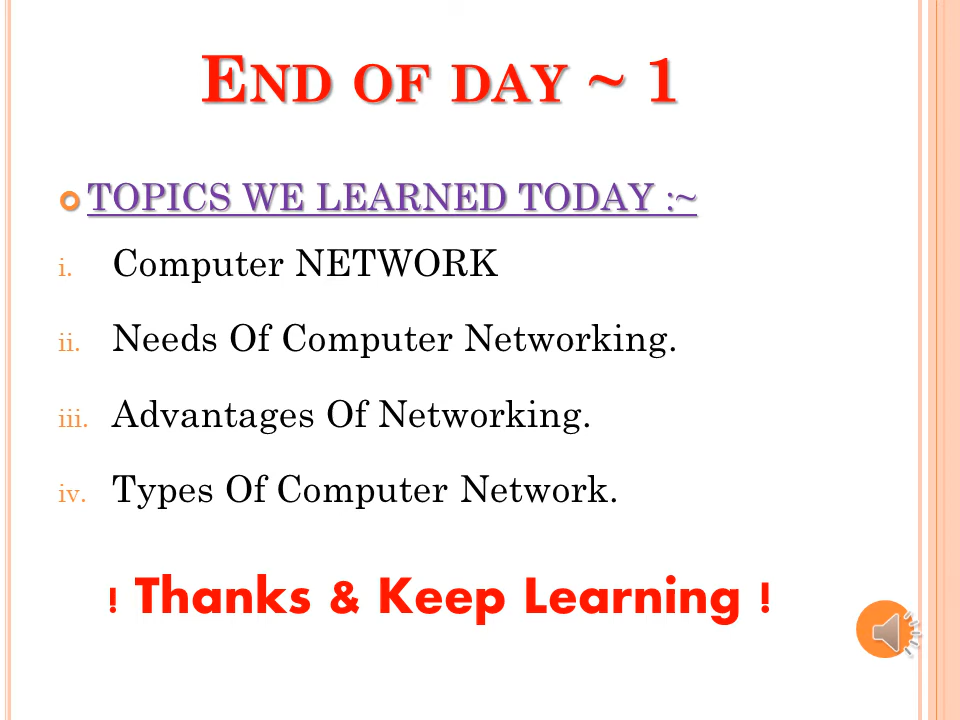 END OF DAY ~ 1
TOPICS WE LEARNED TODAY :~
i. Computer NETWORK
ii. Needs Of Computer Networking.
iii. Advantages Of Networking.
iv. Types Of Computer Network.
! Thanks & Keep Learning !